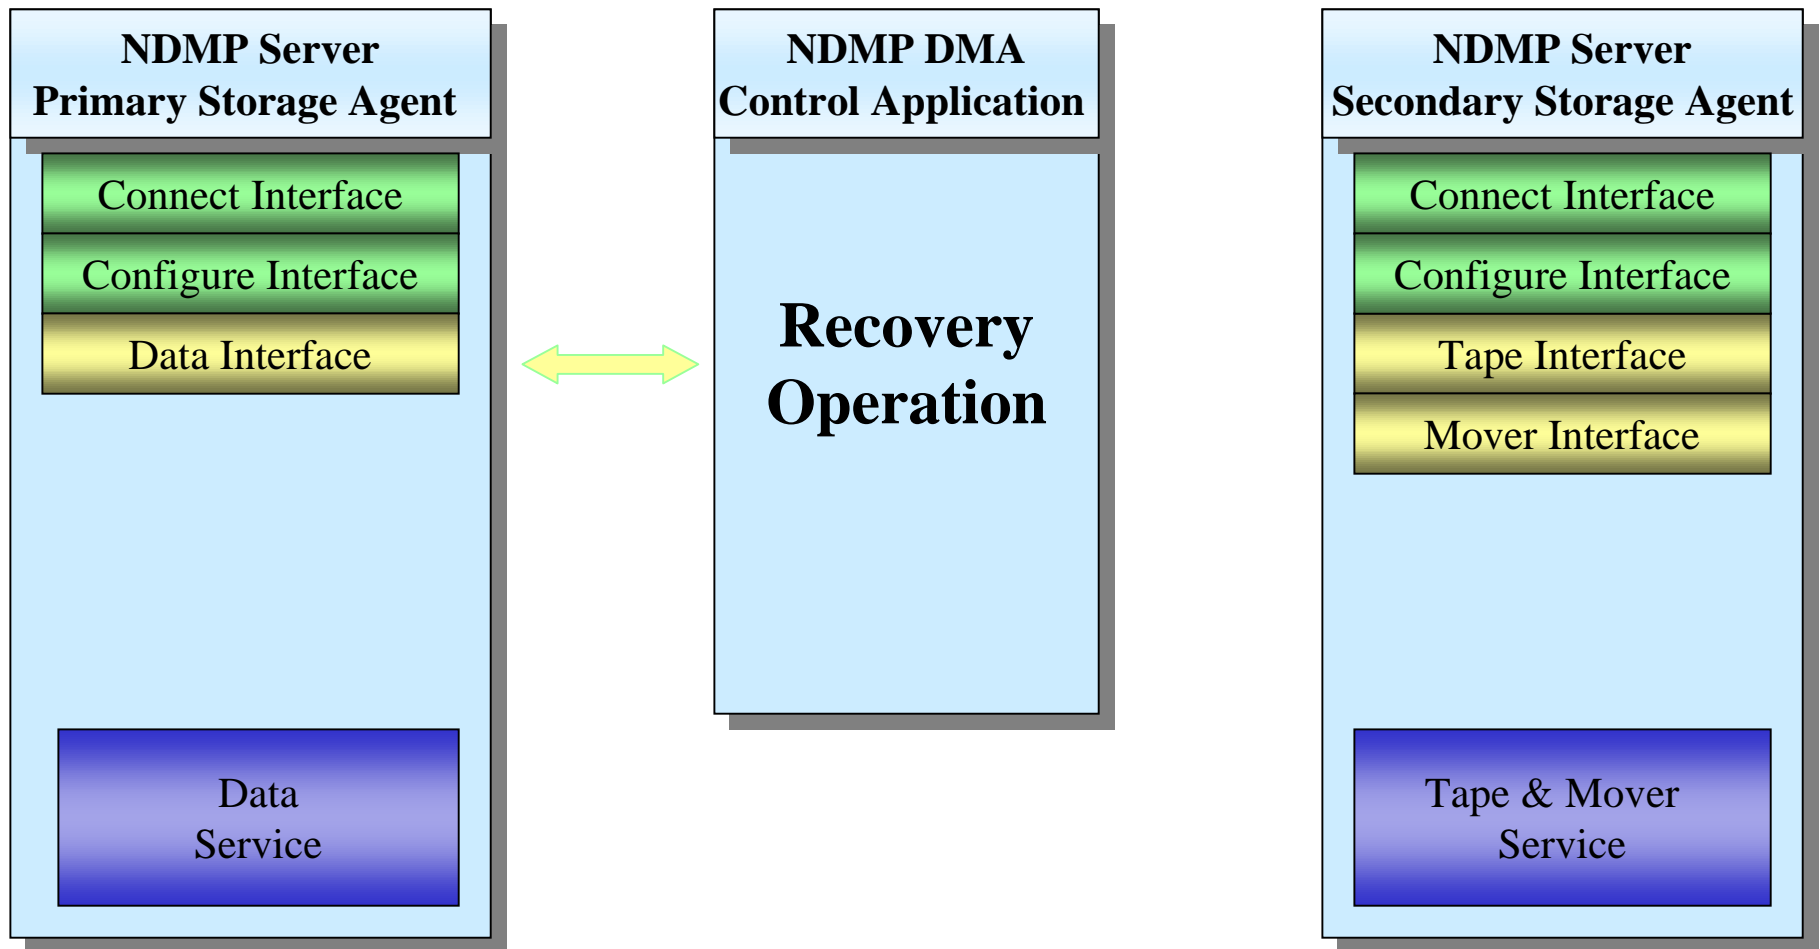 NDMP Server
Primary Storage Agent
Connect Interface
Configure Interface
Data Interface
Data
Service
NDMP DMA
Control Application
Recovery
Operation
NDMP Server
Secondary Storage Agent
Connect Interface
Configure Interface
Tape Interface
Mover Interface
Tape & Mover
Service